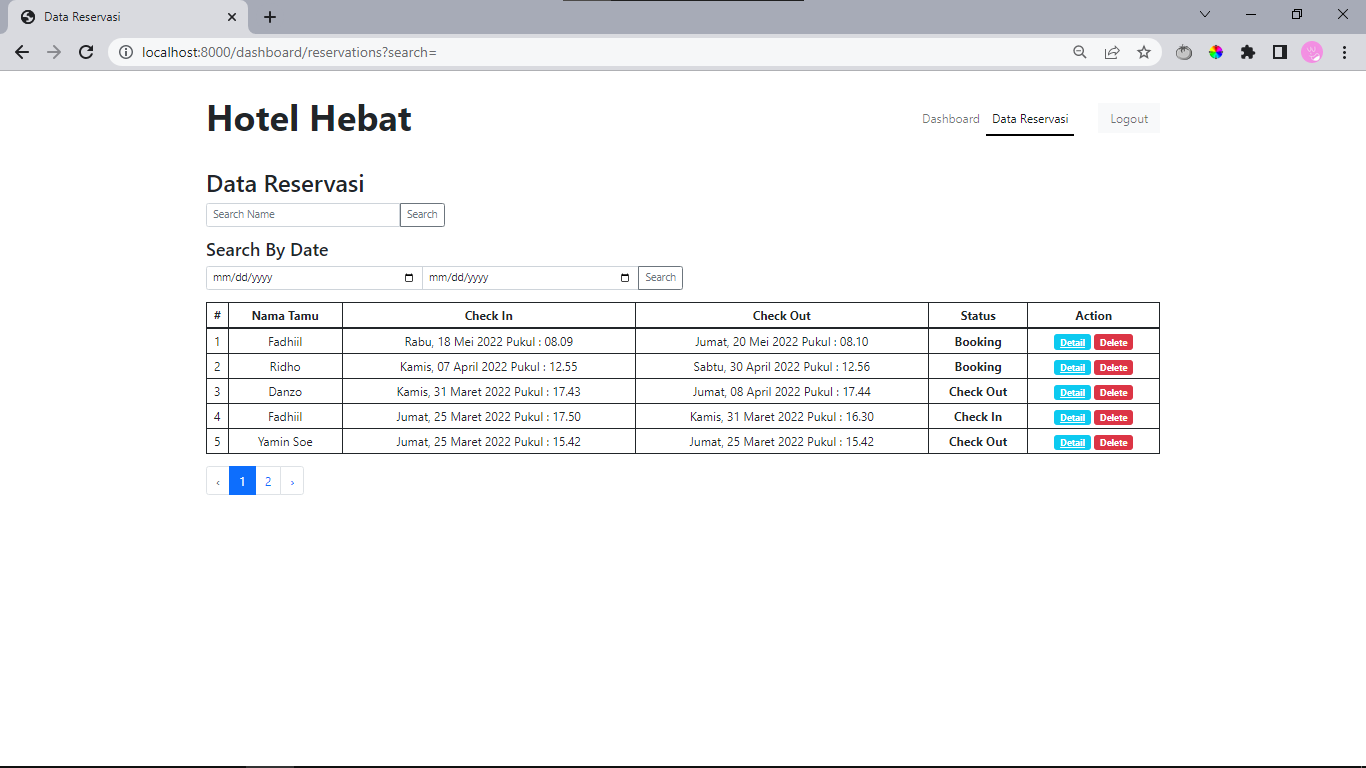 Data Reservasi
localhost:8000/dashboard/reservations?search=
Hotel Hebat
Dashboard Data Reservasi Logout
Data Reservasi
Search Name Search
Search By Date
mm/dd/yyyy mm/dd/yyyy Search
# Nama Tamu Check In Check Out Status Action
1 Fadhiil Rabu, 18 Mei 2022 Pukul : 08.09 Jumat, 20 Mei 2022 Pukul : 08.10 Booking Detail Delete
2 Ridho Kamis, 07 April 2022 Pukul : 12.55 Sabtu, 30 April 2022 Pukul : 12.56 Booking Detail Delete
3 Danzo Kamis, 31 Maret 2022 Pukul : 17.43 Jumat, 08 April 2022 Pukul : 17.44 Check Out Detail Delete
4 Fadhiil Jumat, 25 Maret 2022 Pukul : 17.50 Kamis, 31 Maret 2022 Pukul : 16.30 Check In Detail Delete
5 Yamin Soe Jumat, 25 Maret 2022 Pukul : 15.42 Jumat, 25 Maret 2022 Pukul : 15.42 Check Out Detail Delete
‹ 1 2 ›